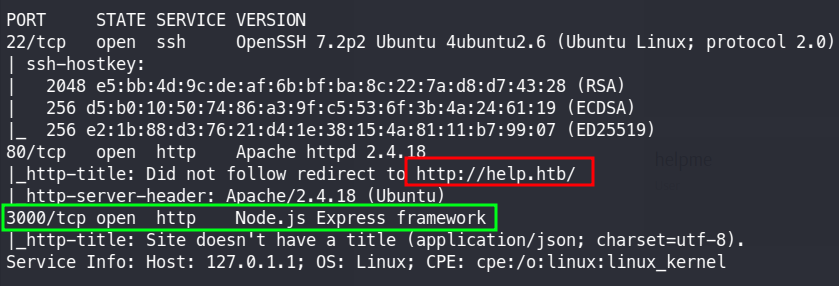 PORT     STATE SERVICE VERSION
22/tcp   open  ssh     OpenSSH 7.2p2 Ubuntu 4ubuntu2.6 (Ubuntu Linux; protocol 2.0)
| ssh-hostkey:
|   2048 e5:bb:4d:9c:de:af:6b:bf:ba:8c:22:7a:d8:d7:43:28 (RSA)
|   256 d5:b0:10:50:74:86:a3:9f:c5:53:6f:3b:4a:24:61:19 (ECDSA)
|_  256 e2:1b:88:d3:76:21:d4:1e:38:15:4a:81:11:b7:99:07 (ED25519)
80/tcp   open  http    Apache httpd 2.4.18
|_http-title: Did not follow redirect to http://help.htb/
|_http-server-header: Apache/2.4.18 (Ubuntu)
helpme
3000/tcp open  http    Node.js Express framework
|_http-title: Site doesn't have a title (application/json; charset=utf-8).
Service Info: Host: 127.0.1.1; OS: Linux; CPE: cpe:/o:linux:linux_kernel